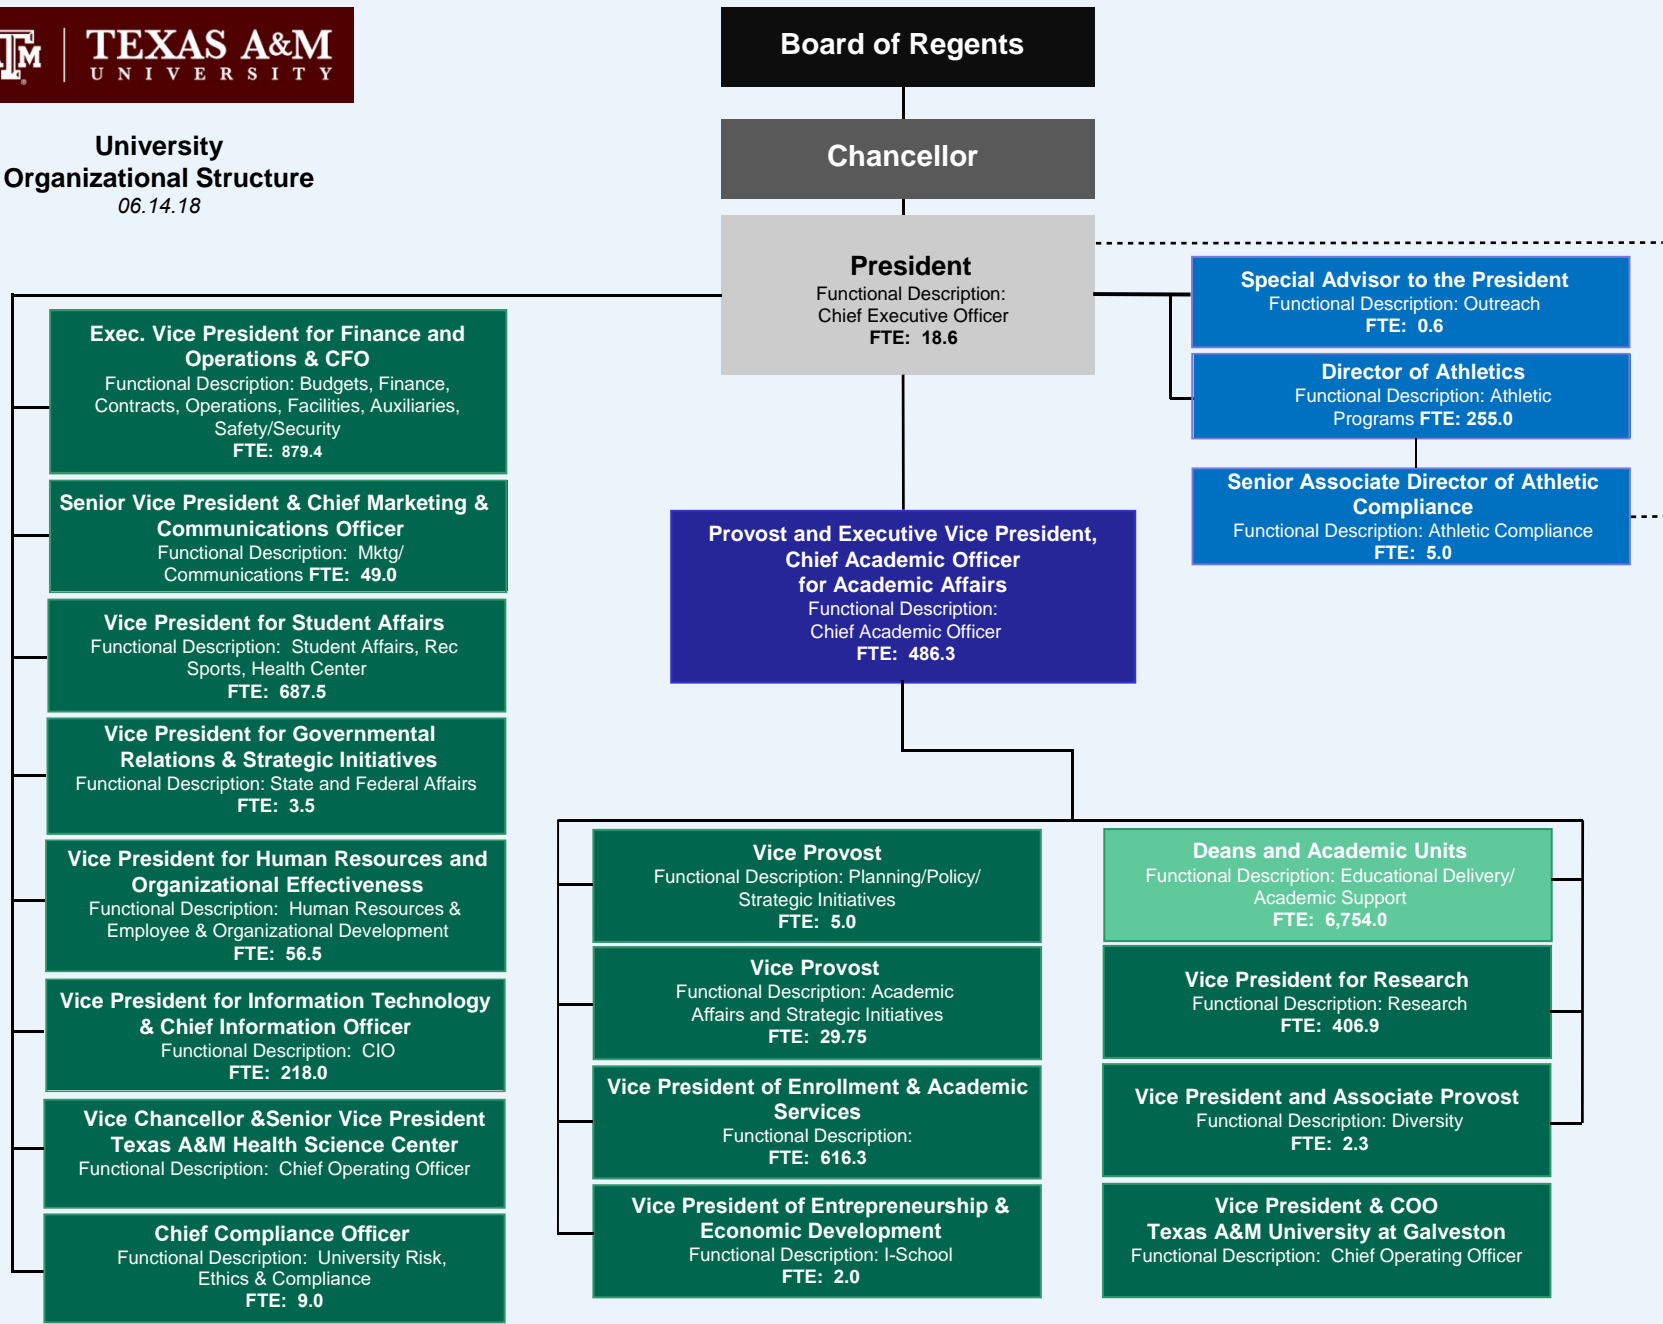 TEXAS A&M
UNIVERSITY
University
Organizational Structure
06.14.18
Board of Regents
Chancellor
President
Functional Description:
Chief Executive Officer
FTE: 18.6
Special Advisor to the President
Functional Description: Outreach
FTE: 0.6
Director of Athletics
Functional Description: Athletic
Programs FTE: 255.0
Senior Associate Director of Athletic
Compliance
Functional Description: Athletic Compliance
FTE: 5.0
Exec. Vice President for Finance and
Operations & CFO
Functional Description: Budgets, Finance,
Contracts, Operations, Facilities, Auxiliaries,
Safety/Security
FTE: 879.4
Senior Vice President & Chief Marketing &
Communications Officer
Functional Description: Mktg/
Communications FTE: 49.0
Vice President for Student Affairs
Functional Description: Student Affairs, Rec
Sports, Health Center
FTE: 687.5
Vice President for Governmental
Relations & Strategic Initiatives
Functional Description: State and Federal Affairs
FTE: 3.5
Vice President for Human Resources and
Organizational Effectiveness
Functional Description: Human Resources &
Employee & Organizational Development
FTE: 56.5
Vice President for Information Technology
& Chief Information Officer
Functional Description: CIO
FTE: 218.0
Vice Chancellor &Senior Vice President
Texas A&M Health Science Center
Functional Description: Chief Operating Officer
Chief Compliance Officer
Functional Description: University Risk,
Ethics & Compliance
FTE: 9.0
Provost and Executive Vice President,
Chief Academic Officer
for Academic Affairs
Functional Description:
Chief Academic Officer
FTE: 486.3
Vice Provost
Functional Description: Planning/Policy/
Strategic Initiatives
FTE: 5.0
Vice Provost
Functional Description: Academic
Affairs and Strategic Initiatives
FTE: 29.75
Vice President of Enrollment & Academic
Services
Functional Description:
FTE: 616.3
Vice President of Entrepreneurship &
Economic Development
Functional Description: I-School
FTE: 2.0
Deans and Academic Units
Functional Description: Educational Delivery/
Academic Support
FTE: 6,754.0
Vice President for Research
Functional Description: Research
FTE: 406.9
Vice President and Associate Provost
Functional Description: Diversity
FTE: 2.3
Vice President & COO
Texas A&M University at Galveston
Functional Description: Chief Operating Officer